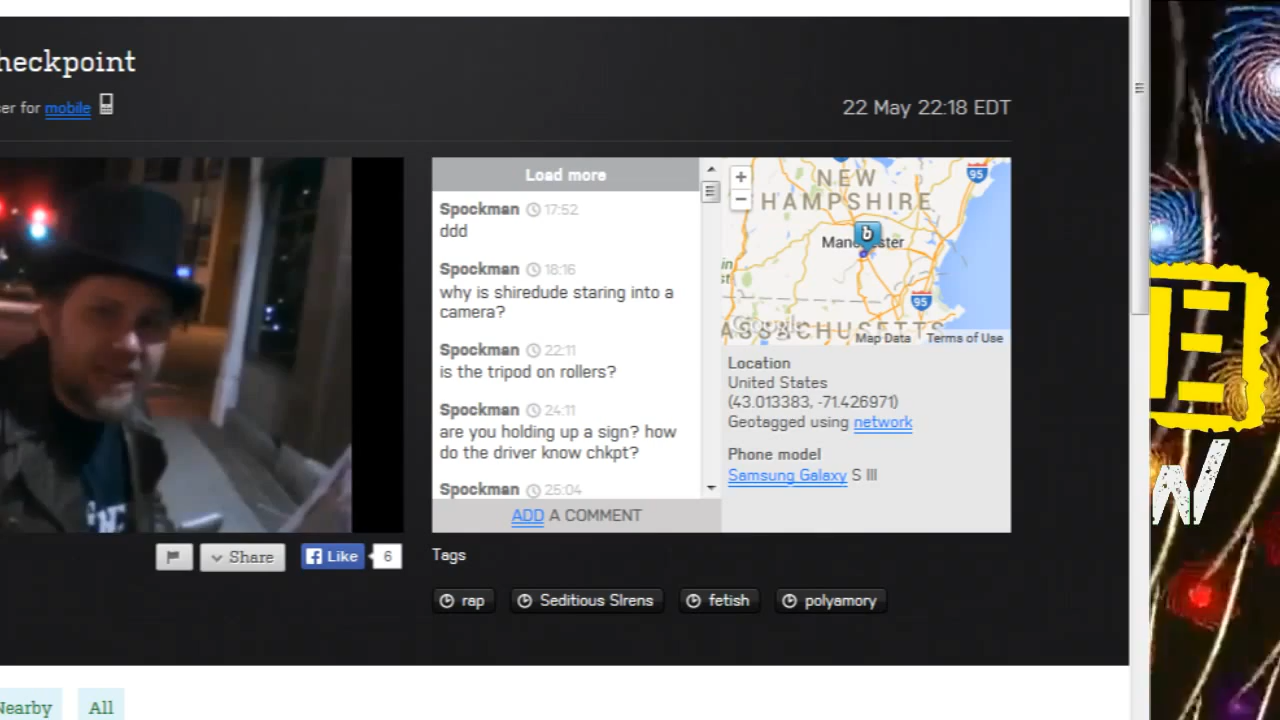 heckpoint
er for mobile
22 May 22:18 EDT
Load more
Spockman 17:52
ddd
Spockman 18:16
why is shiredude staring into a
camera?
Spockman 22:11
is the tripod on rollers?
Spockman 24:11
are you holding up a sign? how
do the driver know chkpt?
Spockman 25:04
ADD A COMMENT
+
−
NEW
HAMPSHIRE
95
Manchester
b
95
ASSACHUSETTS
Google
Map Data
Terms of Use
Location
United States
(43.013383, -71.426971)
Geotagged using network
Phone model
Samsung Galaxy S III
Share
Like
6
Tags
rap
Seditious SIrens
fetish
polyamory
Nearby
All
E
W